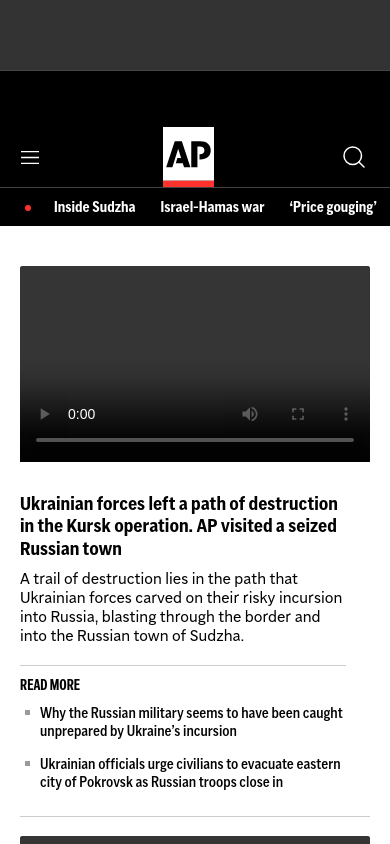 AP
Inside Sudzha
Israel-Hamas war
‘Price gouging’
0:00
Ukrainian forces left a path of destruction
in the Kursk operation. AP visited a seized
Russian town
A trail of destruction lies in the path that
Ukrainian forces carved on their risky incursion
into Russia, blasting through the border and
into the Russian town of Sudzha.
READ MORE
Why the Russian military seems to have been caught
unprepared by Ukraine’s incursion
Ukrainian officials urge civilians to evacuate eastern
city of Pokrovsk as Russian troops close in